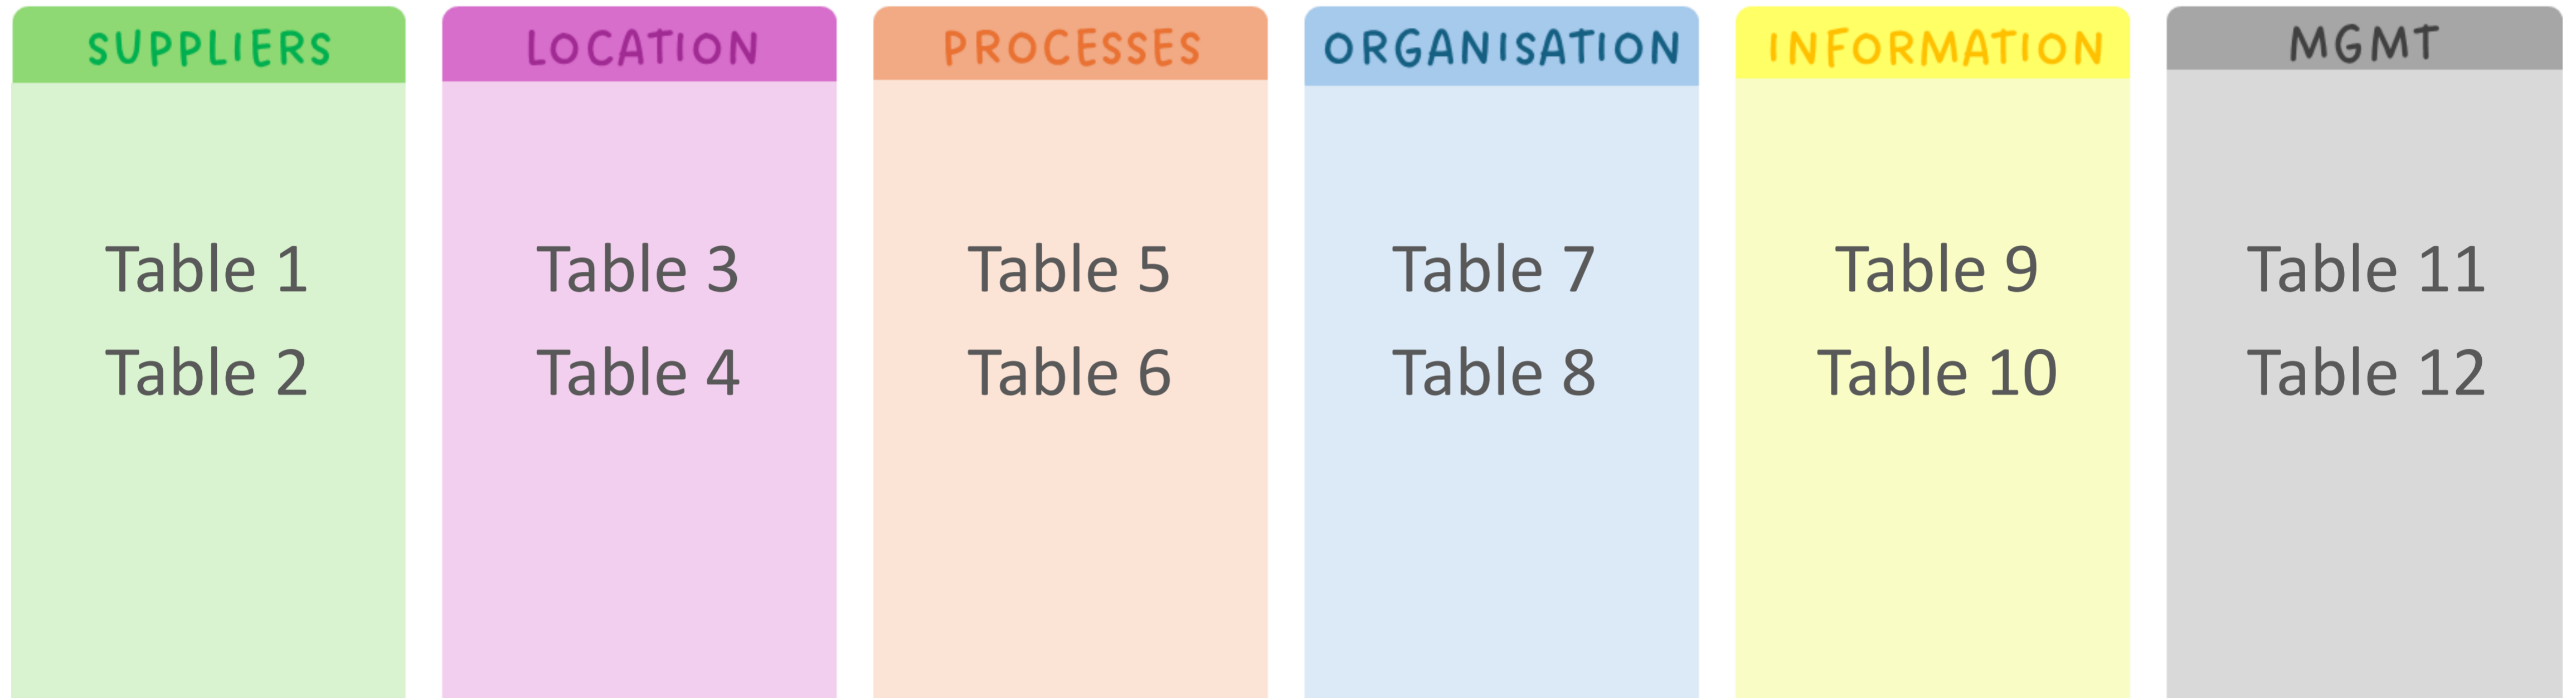 SUPPLIERS
Table 1
Table 2
LOCATION
Table 3
Table 4
PROCESSES
Table 5
Table 6
ORGANISATION
Table 7
Table 8
INFORMATION
Table 9
Table 10
MGMT
Table 11
Table 12